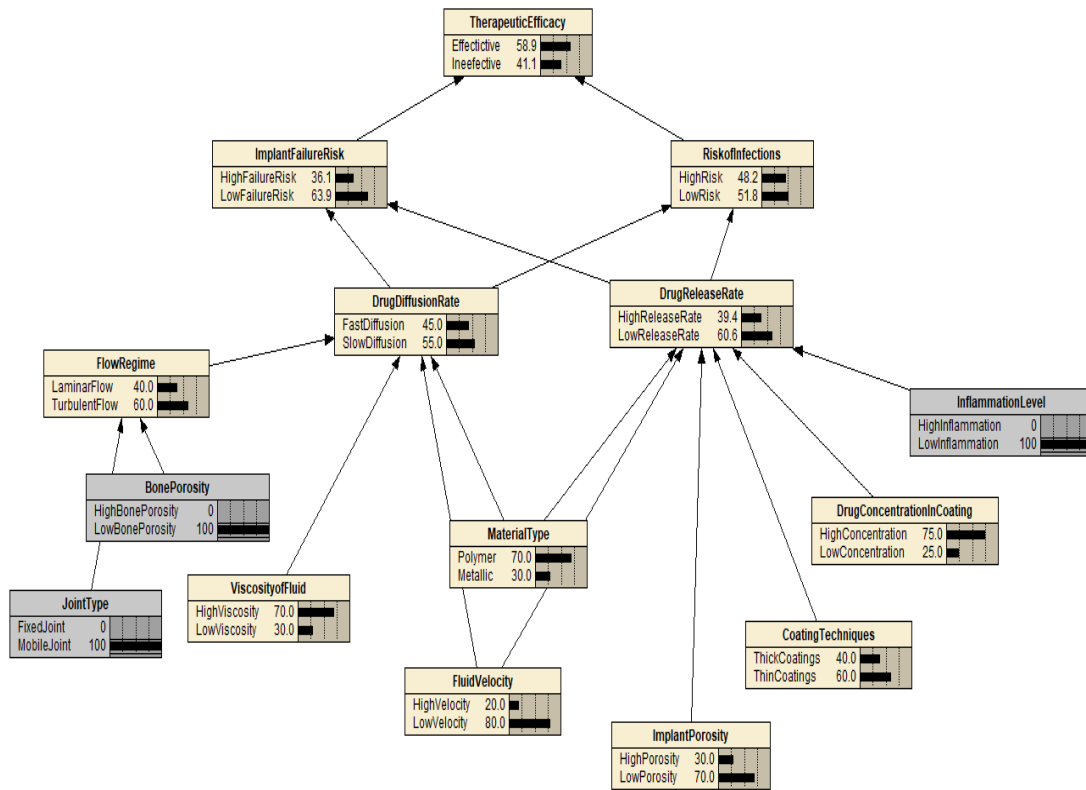 TherapeuticEfficacy
Effectictive 58.9
Ineefective 41.1
ImplantFailureRisk
HighFailureRisk 36.1
LowFailureRisk 63.9
RiskofInfections
HighRisk 48.2
LowRisk 51.8
DrugDiffusionRate
FastDiffusion 45.0
SlowDiffusion 55.0
DrugReleaseRate
HighReleaseRate 39.4
LowReleaseRate 60.6
FlowRegime
LaminarFlow 40.0
TurbulentFlow 60.0
InflammationLevel
HighInflammation 0
LowInflammation 100
BonePorosity
HighBonePorosity 0
LowBonePorosity 100
DrugConcentrationInCoating
HighConcentration 75.0
LowConcentration 25.0
MaterialType
Polymer 70.0
Metallic 30.0
ViscosityofFluid
HighViscosity 70.0
LowViscosity 30.0
JointType
FixedJoint 0
MobileJoint 100
CoatingTechniques
ThickCoatings 40.0
ThinCoatings 60.0
FluidVelocity
HighVelocity 20.0
LowVelocity 80.0
ImplantPorosity
HighPorosity 30.0
LowPorosity 70.0